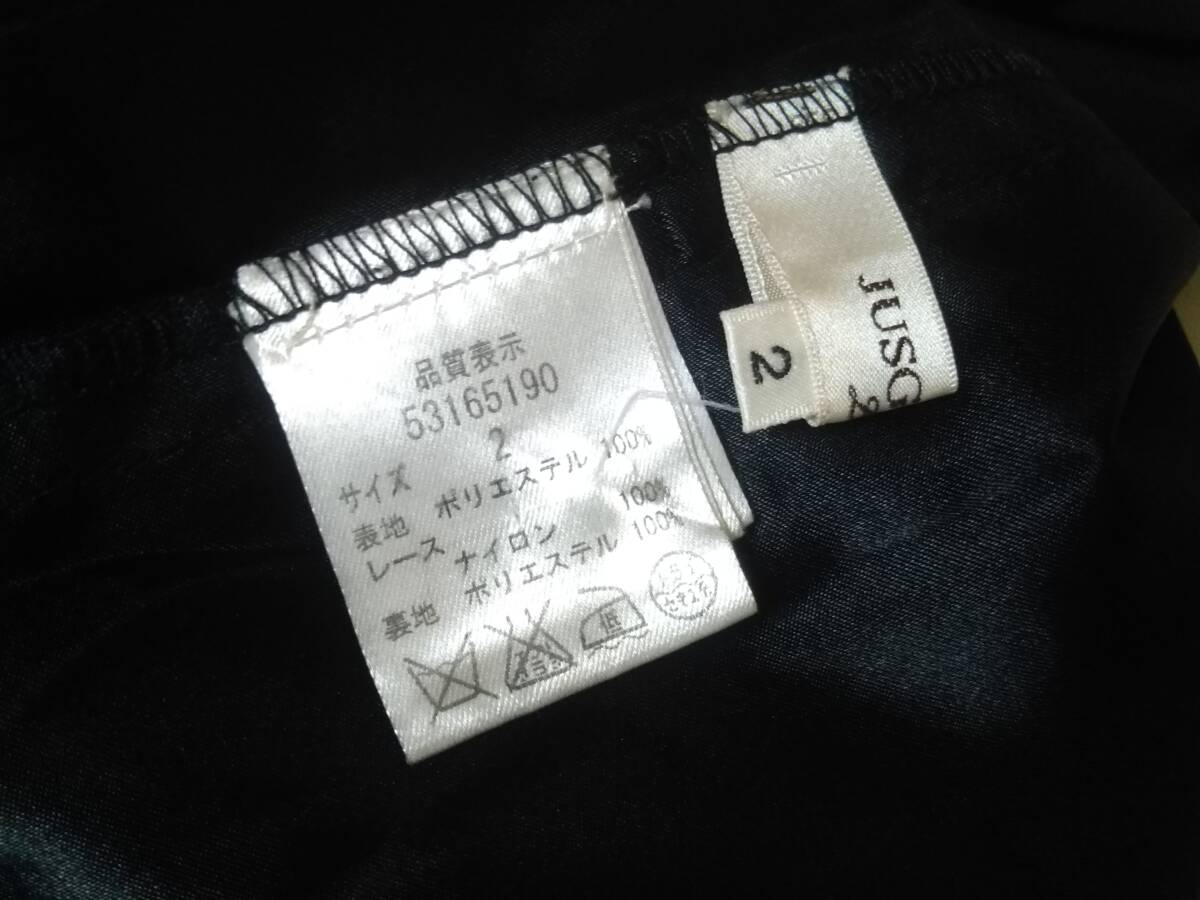 品質表示
53165190
サイズ 2
表地 ポリエステル 100%
レース ナイロン 100%
裏地 ポリエステル 100%
低
JUSG
2
2